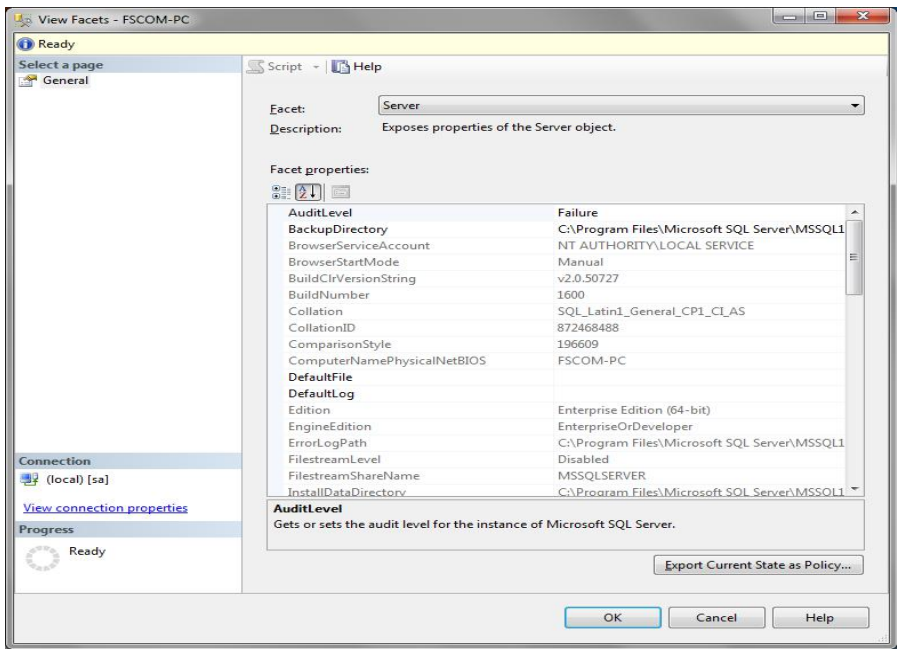 View Facets - FSCOM-PC
Ready
Select a page
General
Script Help
Facet: Server
Description: Exposes properties of the Server object.
Facet properties:
AuditLevel Failure
BackupDirectory C:\Program Files\Microsoft SQL Server\MSSQL1
BrowserServiceAccount NT AUTHORITY\LOCAL SERVICE
BrowserStartMode Manual
BuildClrVersionString v2.0.50727
BuildNumber 1600
Collation SQL_Latin1_General_CP1_CI_AS
CollationID 872468488
ComparisonStyle 196609
ComputerNamePhysicalNetBIOS FSCOM-PC
DefaultFile
DefaultLog
Edition Enterprise Edition (64-bit)
EngineEdition EnterpriseOrDeveloper
ErrorLogPath C:\Program Files\Microsoft SQL Server\MSSQL1
FilestreamLevel Disabled
FilestreamShareName MSSQLSERVER
InstallDataDirectory C:\Program Files\Microsoft SQL Server\MSSQL1
AuditLevel
Gets or sets the audit level for the instance of Microsoft SQL Server.
Connection
(local) [sa]
View connection properties
Progress
Ready
Export Current State as Policy...
OK Cancel Help